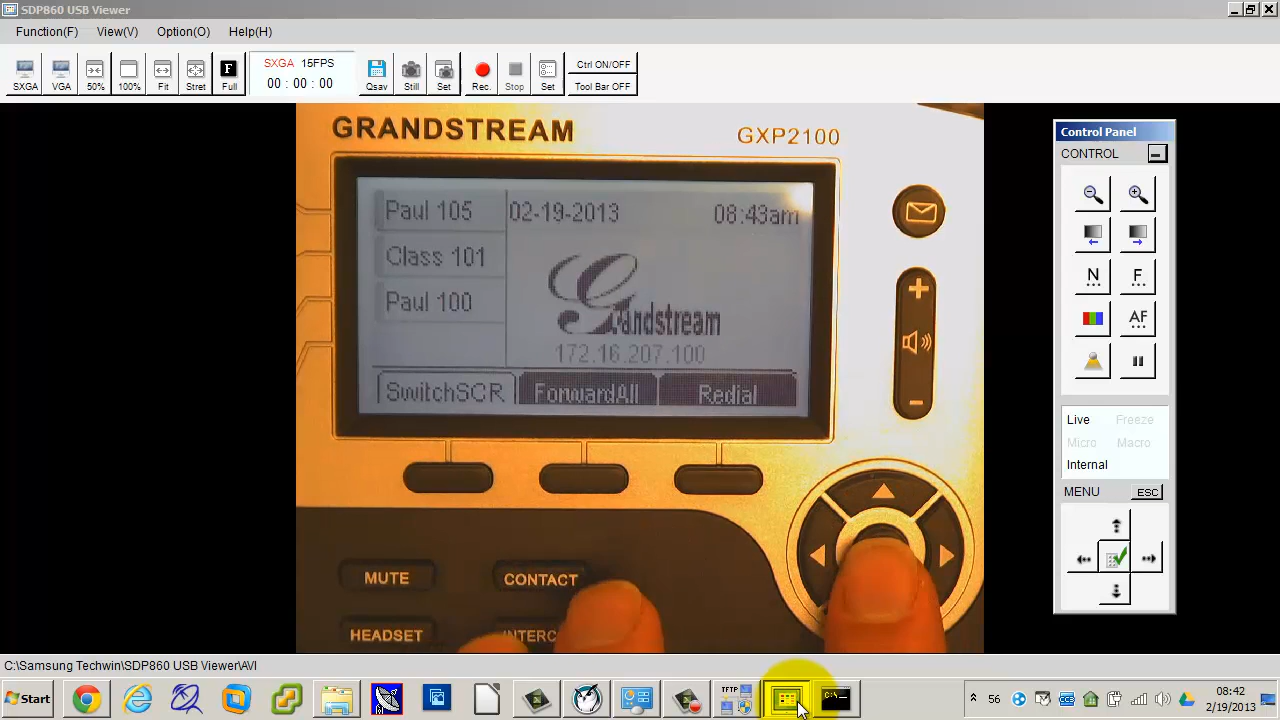 SDP860 USB Viewer
Function(F) View(V) Option(O) Help(H)
SXGA 15FPS
00 : 00 : 00
Ctrl ON/OFF
Tool Bar OFF
SXGA VGA 50% 100% Fit Stret Full Qsav Still Set Rec. Stop Set
F
GRANDSTREAM GXP2100
Paul 105 02-19-2013 08:43am
Class 101
Paul 100
Grandstream
172.16.207.100
SwitchSCR ForwardAll Redial
MUTE CONTACT
HEADSET INTERC
Control Panel
CONTROL
N... F...
AF
Live Freeze
Micro Macro
Internal
MENU ESC
C:\Samsung Techwin\SDP860 USB Viewer\AVI
Start
TFTP
C:\
56
08:42
2/19/2013